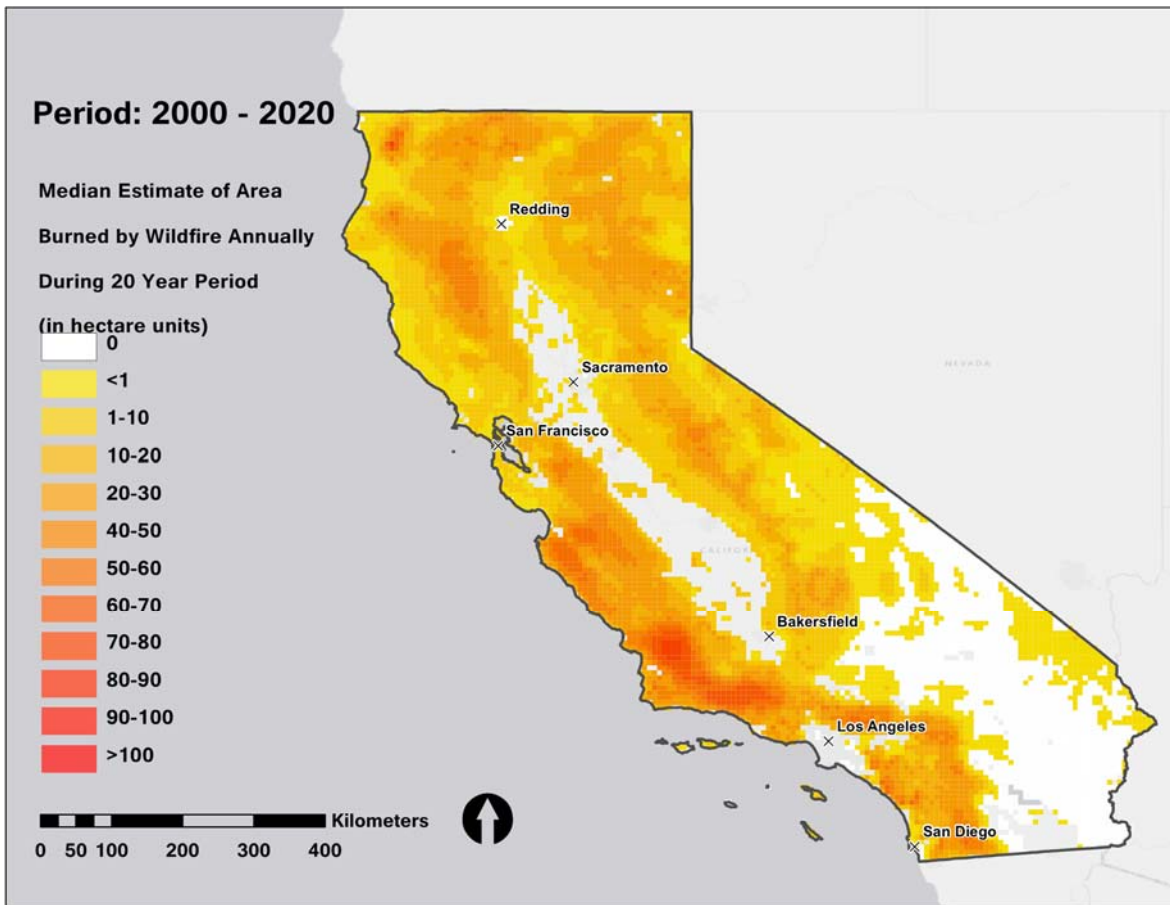 Period: 2000 - 2020
Median Estimate of Area
Burned by Wildfire Annually
During 20 Year Period
(in hectare units)
0
<1
1-10
10-20
20-30
40-50
50-60
60-70
70-80
80-90
90-100
>100
Redding
Sacramento
San Francisco
Bakersfield
Los Angeles
San Diego
NEVADA
Kilometers
0 50 100 200 300 400